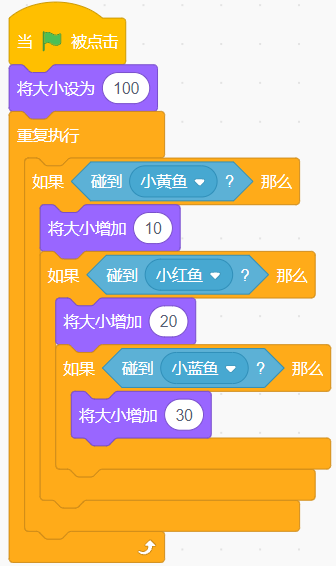 当 被点击
将大小设为 100
重复执行
如果 碰到 小黄鱼 ? 那么
将大小增加 10
如果 碰到 小红鱼 ? 那么
将大小增加 20
如果 碰到 小蓝鱼 ? 那么
将大小增加 30